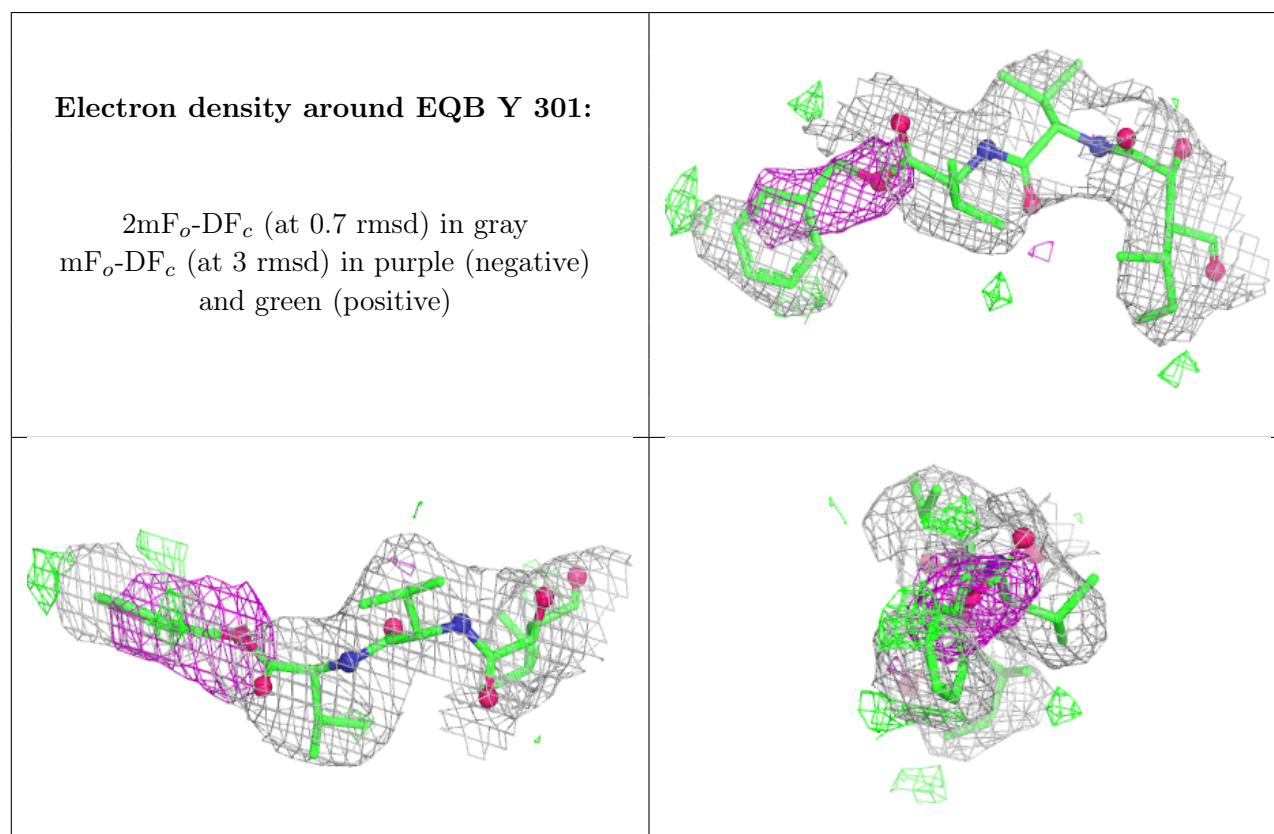 Electron density around EQB Y 301:
2mFo-DFc (at 0.7 rmsd) in gray
mFo-DFc (at 3 rmsd) in purple (negative)
and green (positive)